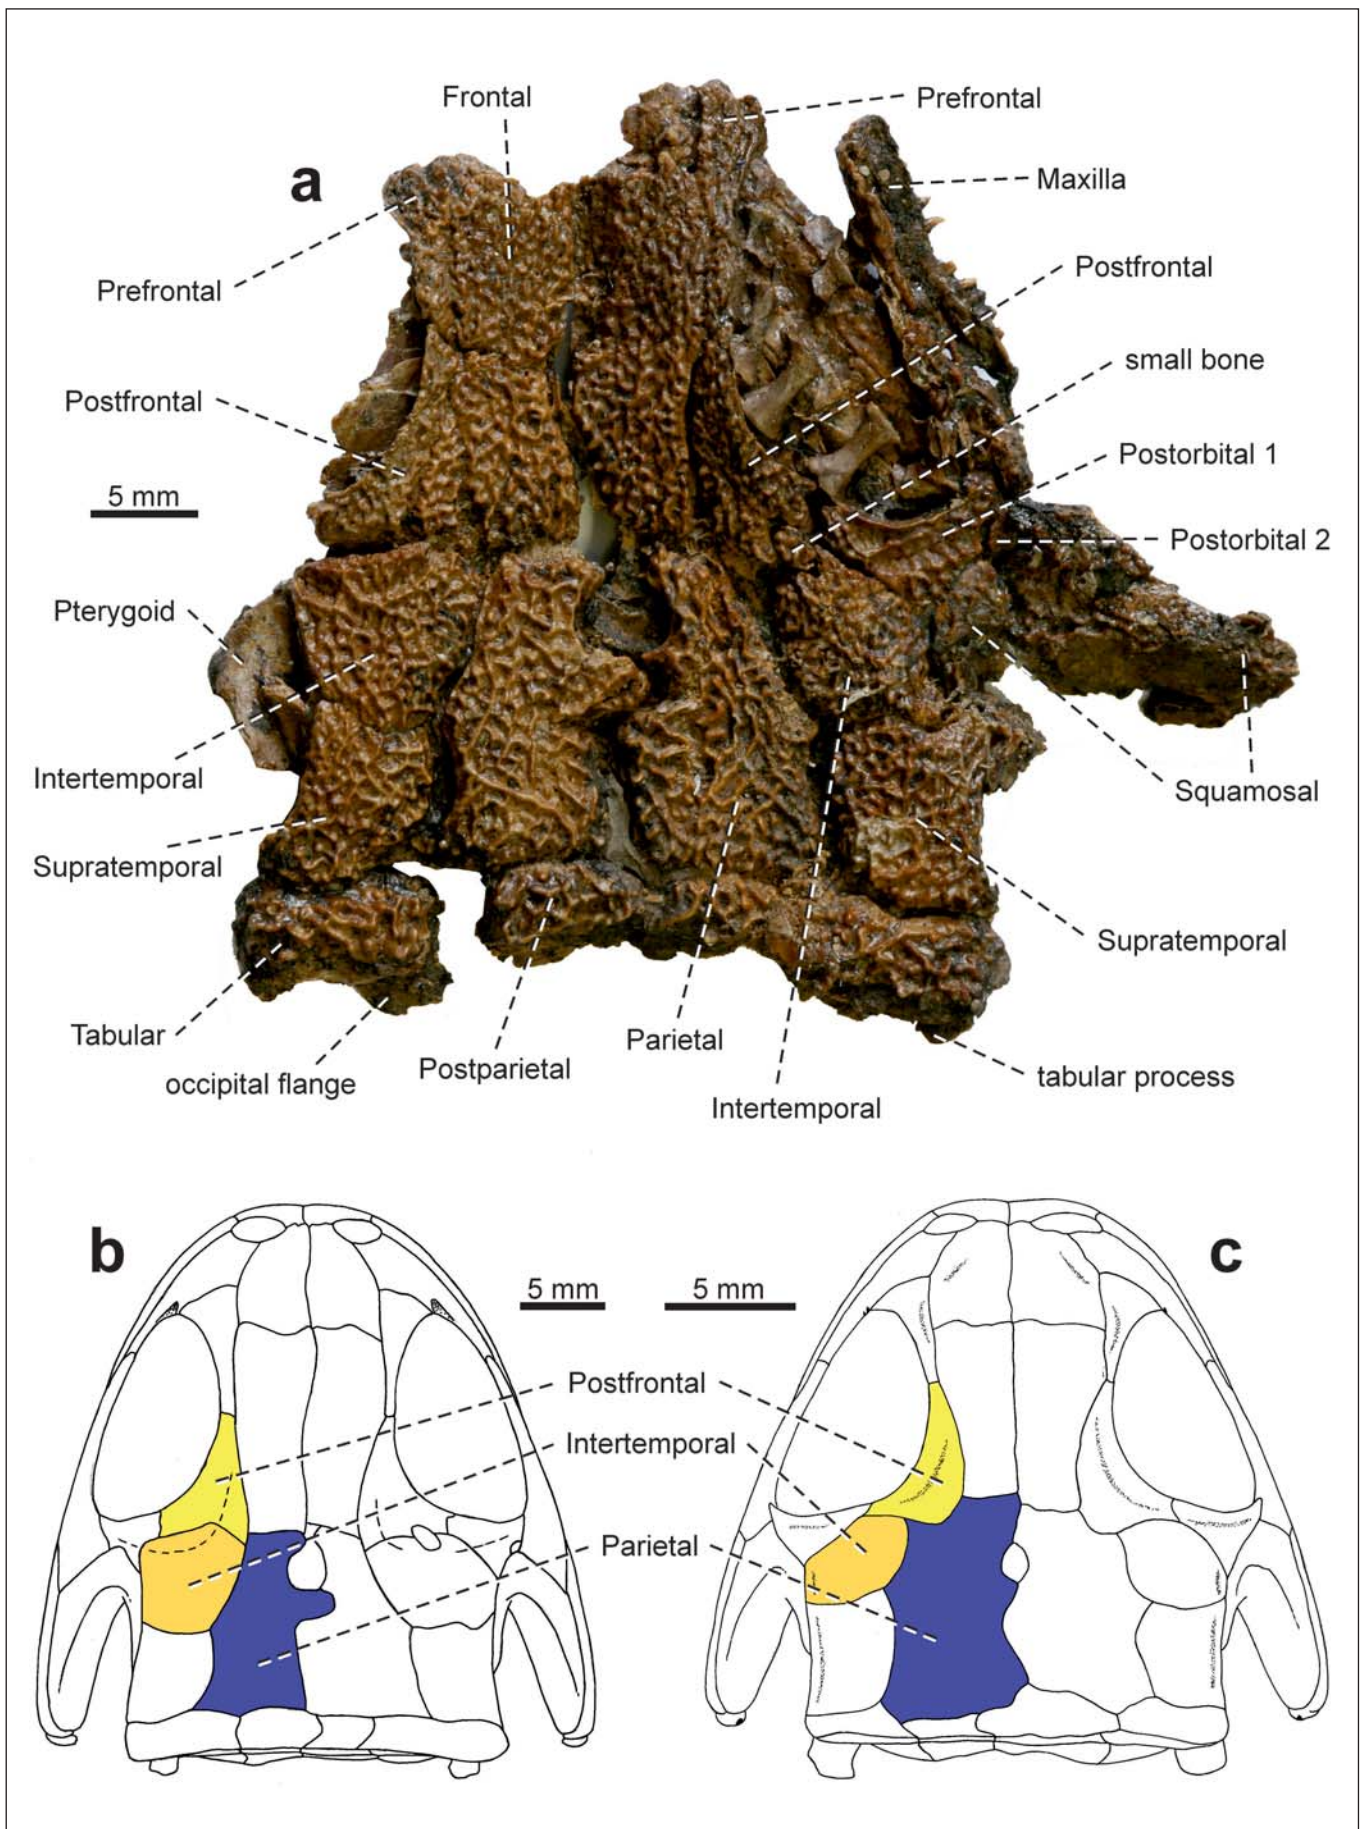 a
Frontal
Prefrontal
Maxilla
Prefrontal
Postfrontal
small bone
Postfrontal
Postorbital 1
5 mm
Postorbital 2
Pterygoid
Intertemporal
Squamosal
Supratemporal
Supratemporal
Tabular
Parietal
Postparietal
occipital flange
tabular process
Intertemporal
b
c
5 mm
5 mm
Postfrontal
Intertemporal
Parietal